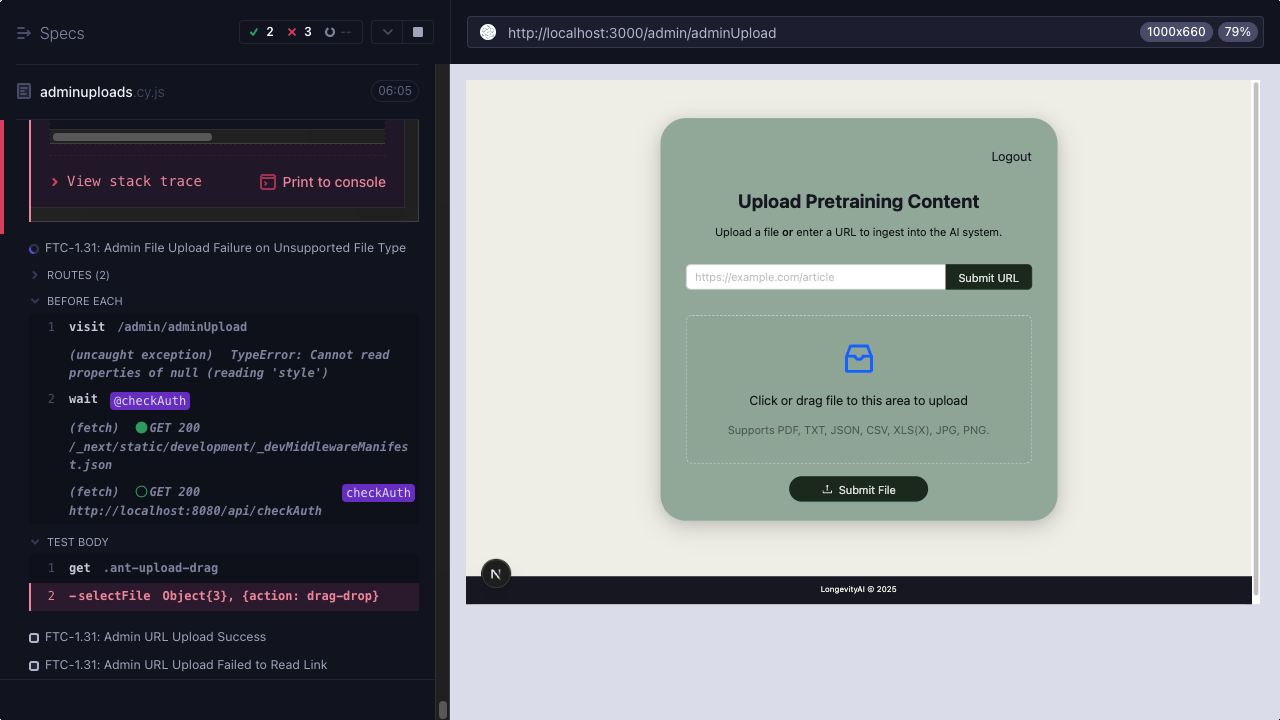 Specs
2
3
--
http://localhost:3000/admin/adminUpload
1000x660
79%
adminuploads.cy.js
06:05
View stack trace
Print to console
FTC-1.31: Admin File Upload Failure on Unsupported File Type
ROUTES (2)
BEFORE EACH
1 visit /admin/adminUpload
(uncaught exception) TypeError: Cannot read
properties of null (reading 'style')
2 wait @checkAuth
(fetch) GET 200
/_next/static/development/_devMiddlewareManifes
t.json
(fetch) GET 200 checkAuth
http://localhost:8080/api/checkAuth
TEST BODY
1 get .ant-upload-drag
2 -selectFile Object{3}, {action: drag-drop}
FTC-1.31: Admin URL Upload Success
FTC-1.31: Admin URL Upload Failed to Read Link
Logout
Upload Pretraining Content
Upload a file or enter a URL to ingest into the AI system.
https://example.com/article
Submit URL
Click or drag file to this area to upload
Supports PDF, TXT, JSON, CSV, XLS(X), JPG, PNG.
Submit File
N
LongevityAI © 2025